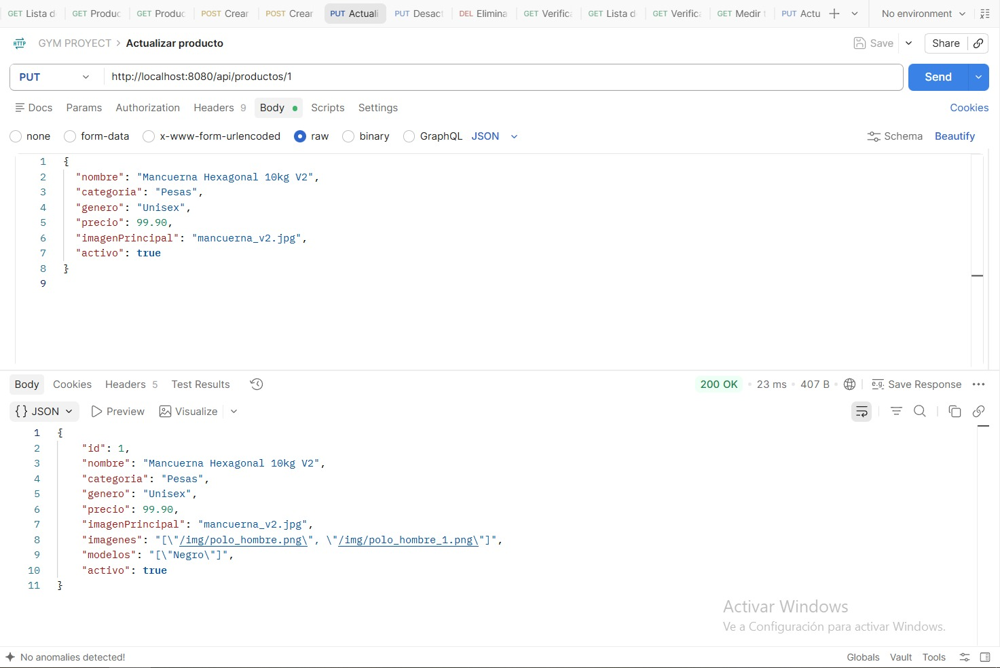 GET Lista d GET Produc GET Produc POST Crear POST Crear PUT Actuali PUT Desact DEL Elimina GET Verifica GET Lista d GET Verifica GET Medir PUT Actu No environment
HTTP GYM PROYECT > Actualizar producto Save Share
PUT http://localhost:8080/api/productos/1 Send
Docs Params Authorization Headers 9 Body Scripts Settings Cookies
none form-data x-www-form-urlencoded raw binary GraphQL JSON Schema Beautify
1 {
2 "nombre": "Mancuerna Hexagonal 10kg V2",
3 "categoria": "Pesas",
4 "genero": "Unisex",
5 "precio": 99.90,
6 "imagenPrincipal": "mancuerna_v2.jpg",
7 "activo": true
8 }
9
Body Cookies Headers 5 Test Results 200 OK • 23 ms • 407 B • e.g. Save Response
{} JSON Preview Visualize
1 {
2 "id": 1,
3 "nombre": "Mancuerna Hexagonal 10kg V2",
4 "categoria": "Pesas",
5 "genero": "Unisex",
6 "precio": 99.90,
7 "imagenPrincipal": "mancuerna_v2.jpg",
8 "imagenes": "[\"/img/polo_hombre.png\", \"/img/polo_hombre_1.png\"]",
9 "modelos": "[\"Negro\"]",
10 "activo": true
11 }
Activar Windows
Ve a Configuración para activar Windows.
No anomalies detected! Globals Vault Tools